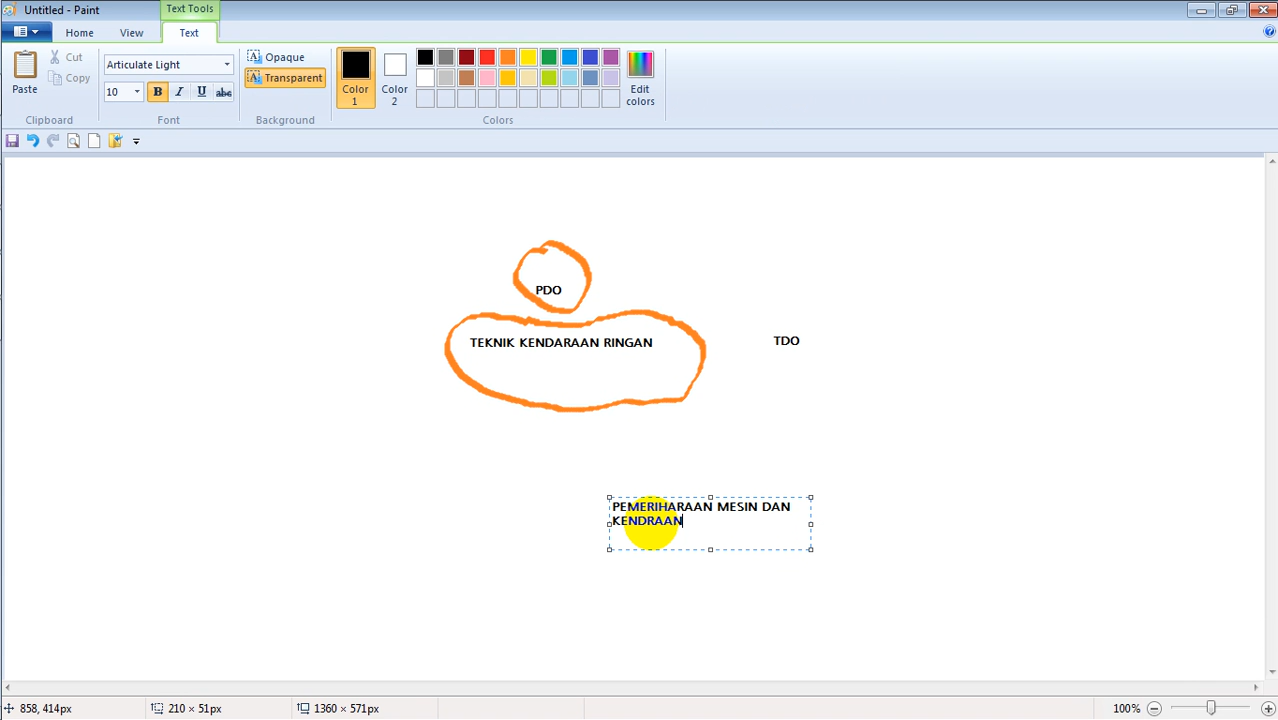 Untitled - Paint
Text Tools
Home
View
Text
Paste
Cut
Copy
Clipboard
Articulate Light
10
B I U abc
Font
Opaque
Transparent
Background
Color 1
Color 2
Edit colors
Colors
PDO
TEKNIK KENDARAAN RINGAN
TDO
PEMERIHARAAN MESIN DAN
KENDRAAN
858, 414px
210 × 51px
1360 × 571px
100%